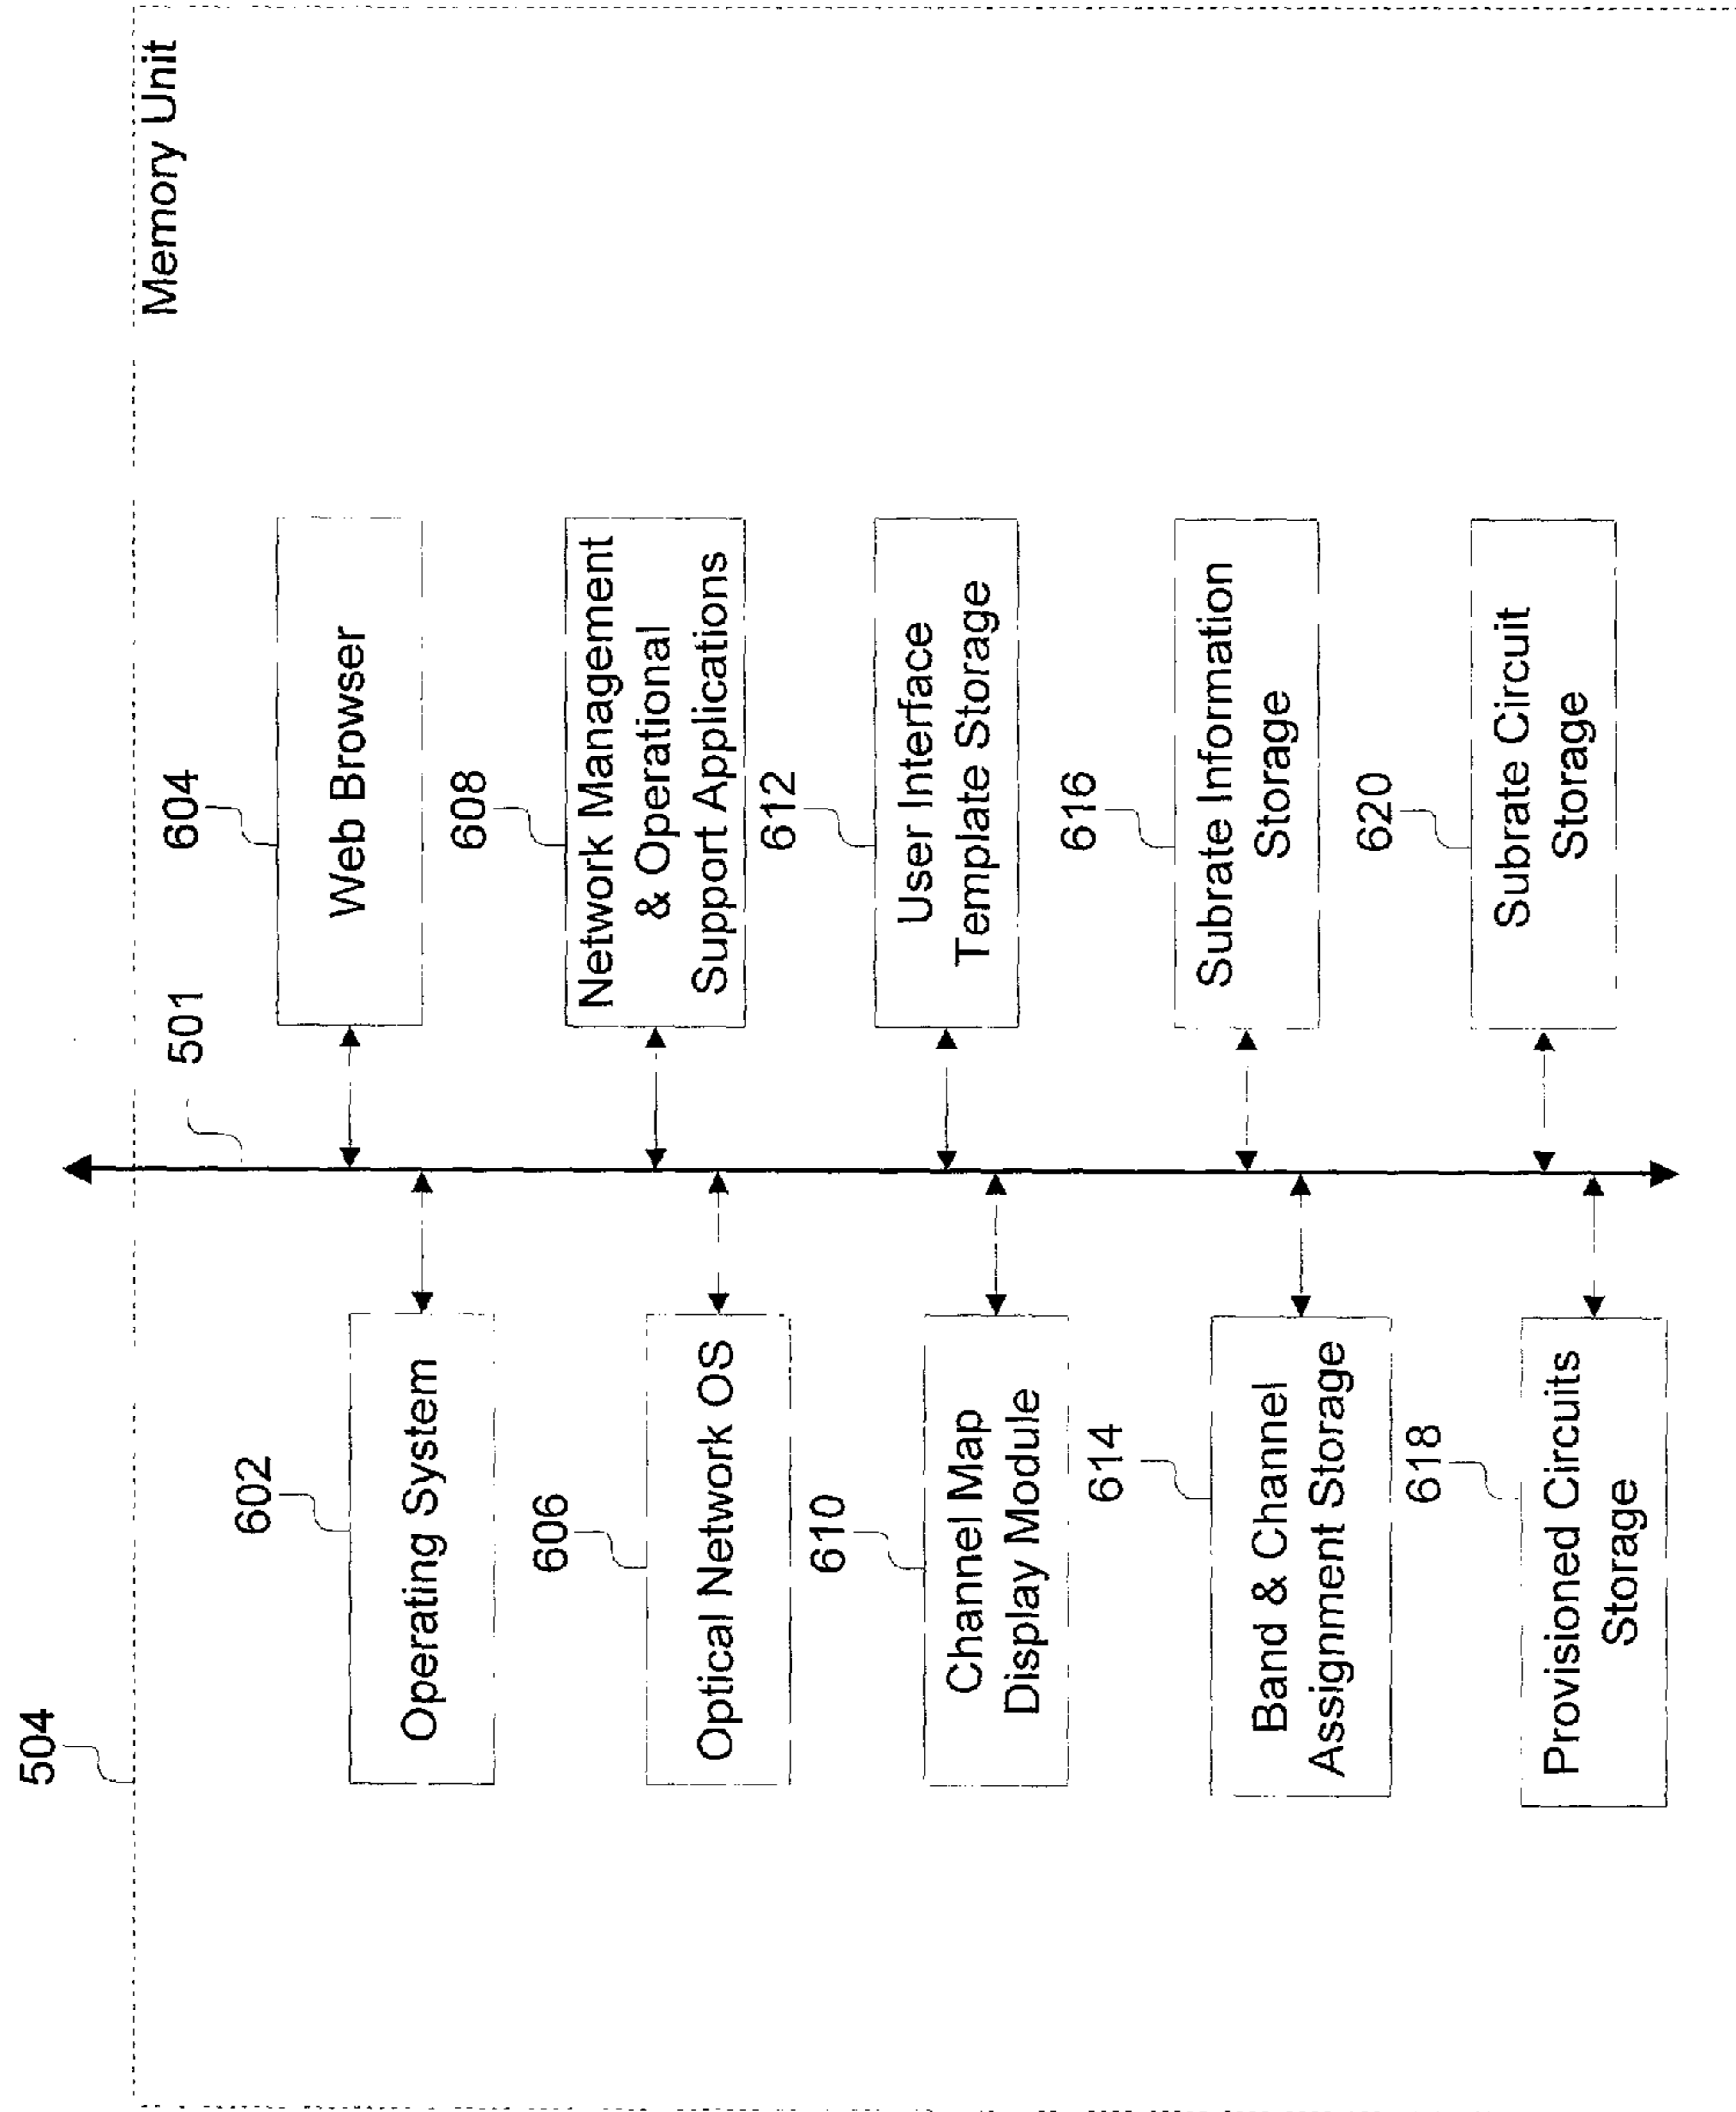 504
Memory Unit
501
602
Operating System
604
Web Browser
606
Optical Network OS
608
Network Management
& Operational
Support Applications
610
Channel Map
Display Module
612
User Interface
Template Storage
614
Band & Channel
Assignment Storage
616
Subrate Information
Storage
618
Provisioned Circuits
Storage
620
Subrate Circuit
Storage